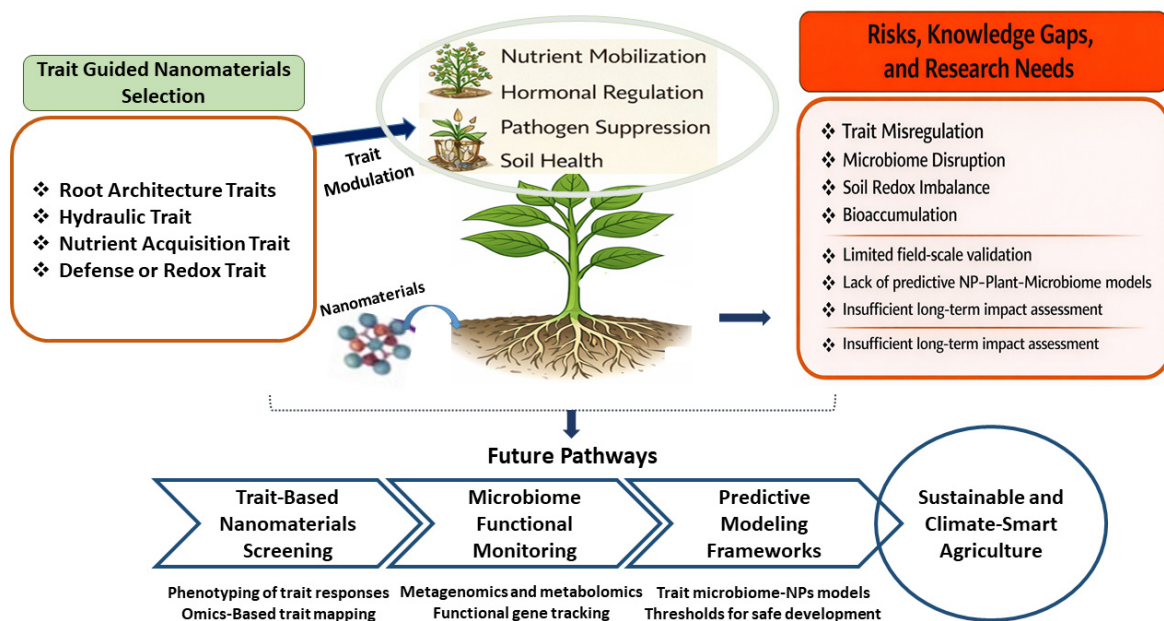 Trait Guided Nanomaterials
Selection
❖ Root Architecture Traits
❖ Hydraulic Trait
❖ Nutrient Acquisition Trait
❖ Defense or Redox Trait
Trait
Modulation
Nutrient Mobilization
Hormonal Regulation
Pathogen Suppression
Soil Health
Nanomaterials
Risks, Knowledge Gaps,
and Research Needs
❖ Trait Misregulation
❖ Microbiome Disruption
❖ Soil Redox Imbalance
❖ Bioaccumulation
❖ Limited field-scale validation
❖ Lack of predictive NP-Plant-Microbiome models
❖ Insufficient long-term impact assessment
❖ Insufficient long-term impact assessment
Future Pathways
Trait-Based
Nanomaterials
Screening
Microbiome
Functional
Monitoring
Predictive
Modeling
Frameworks
Sustainable and
Climate-Smart
Agriculture
Phenotyping of trait responses
Omics-Based trait mapping
Metagenomics and metabolomics
Functional gene tracking
Trait microbiome-NPs models
Thresholds for safe development